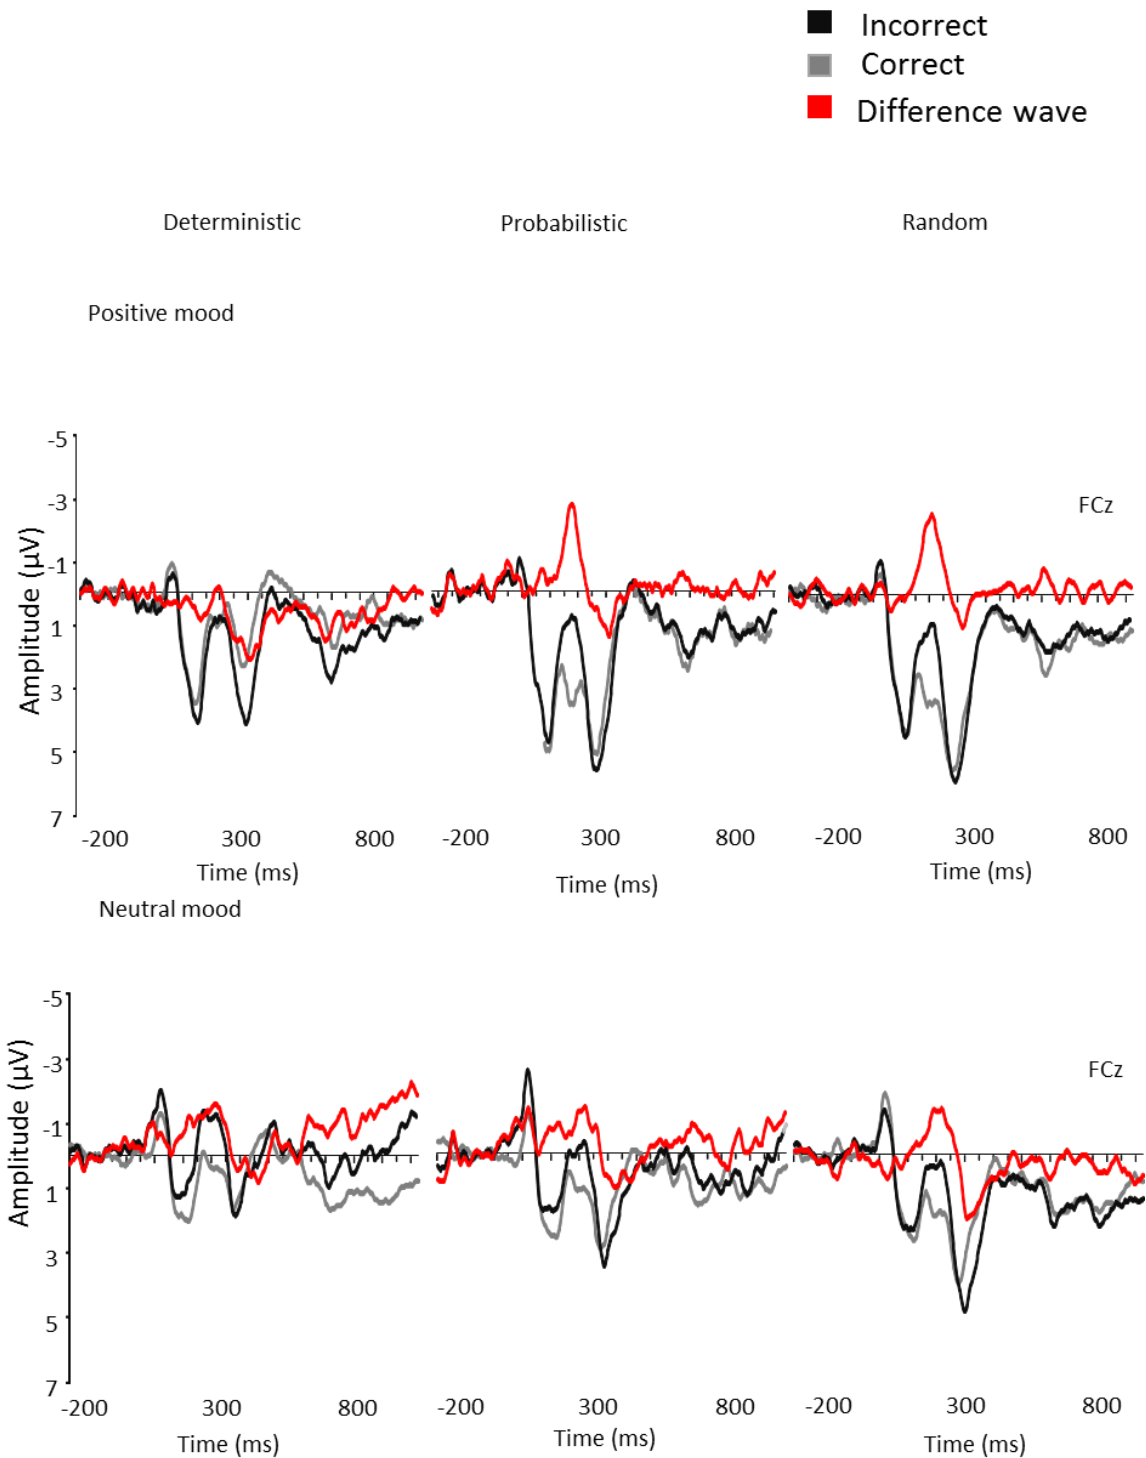 Incorrect
Correct
Difference wave
Deterministic Probabilistic Random
Positive mood
-5
-3
-1
1
3
5
7
Amplitude (µV)
FCz
-200 300 800 -200 300 800 -200 300 800
Time (ms) Time (ms) Time (ms)
Neutral mood
-5
-3
-1
1
3
5
7
Amplitude (µV)
FCz
-200 300 800 -200 300 800 -200 300 800
Time (ms) Time (ms) Time (ms)